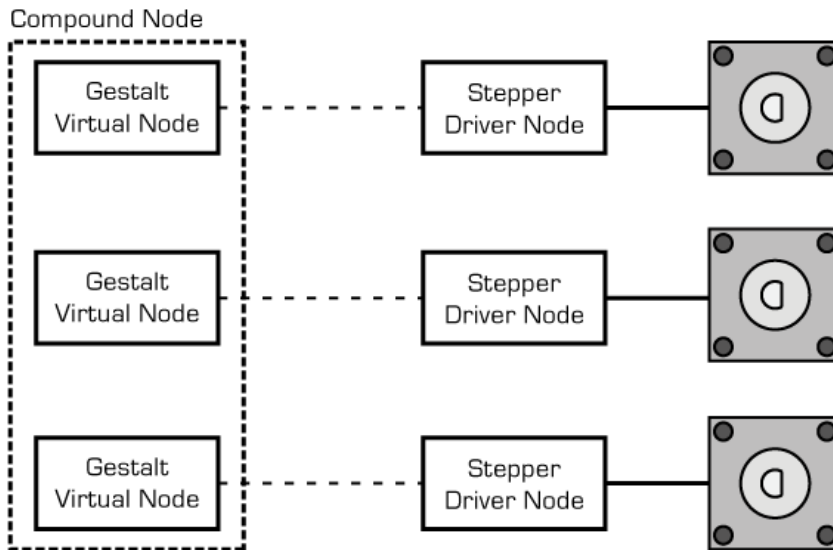 Compound Node
Gestalt
Virtual Node
Stepper
Driver Node
Gestalt
Virtual Node
Stepper
Driver Node
Gestalt
Virtual Node
Stepper
Driver Node